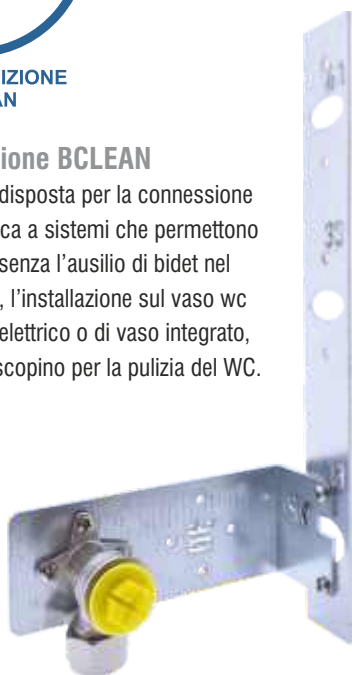 IZIONE
AN
ione BCLEAN
disposta per la connessione
ca a sistemi che permettono
senza l'ausilio di bidet nel
, l'installazione sul vaso wc
elettrico o di vaso integrato,
scopino per la pulizia del WC.
35